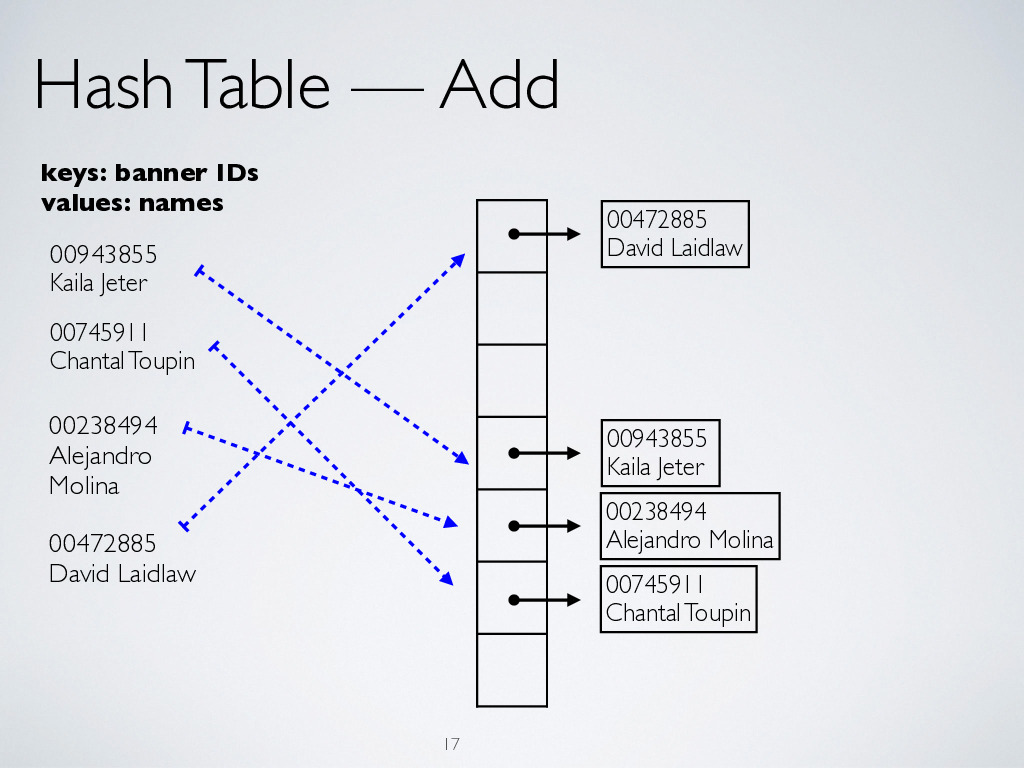 Hash Table — Add
keys: banner IDs
values: names
00943855
Kaila Jeter
00745911
Chantal Toupin
00238494
Alejandro
Molina
00472885
David Laidlaw
00472885
David Laidlaw
00943855
Kaila Jeter
00238494
Alejandro Molina
00745911
Chantal Toupin
17